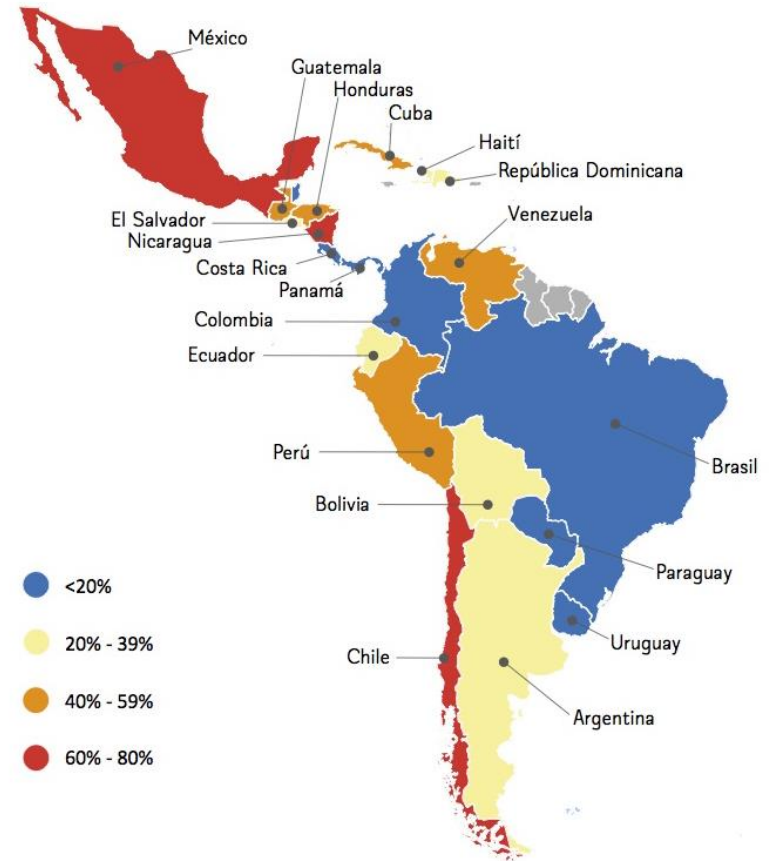 México
Guatemala
Honduras
Cuba
Haití
República Dominicana
Venezuela
El Salvador
Nicaragua
Costa Rica
Panamá
Colombia
Ecuador
Perú
Brasil
Bolivia
Paraguay
Uruguay
Chile
Argentina
<20%
20% - 39%
40% - 59%
60% - 80%